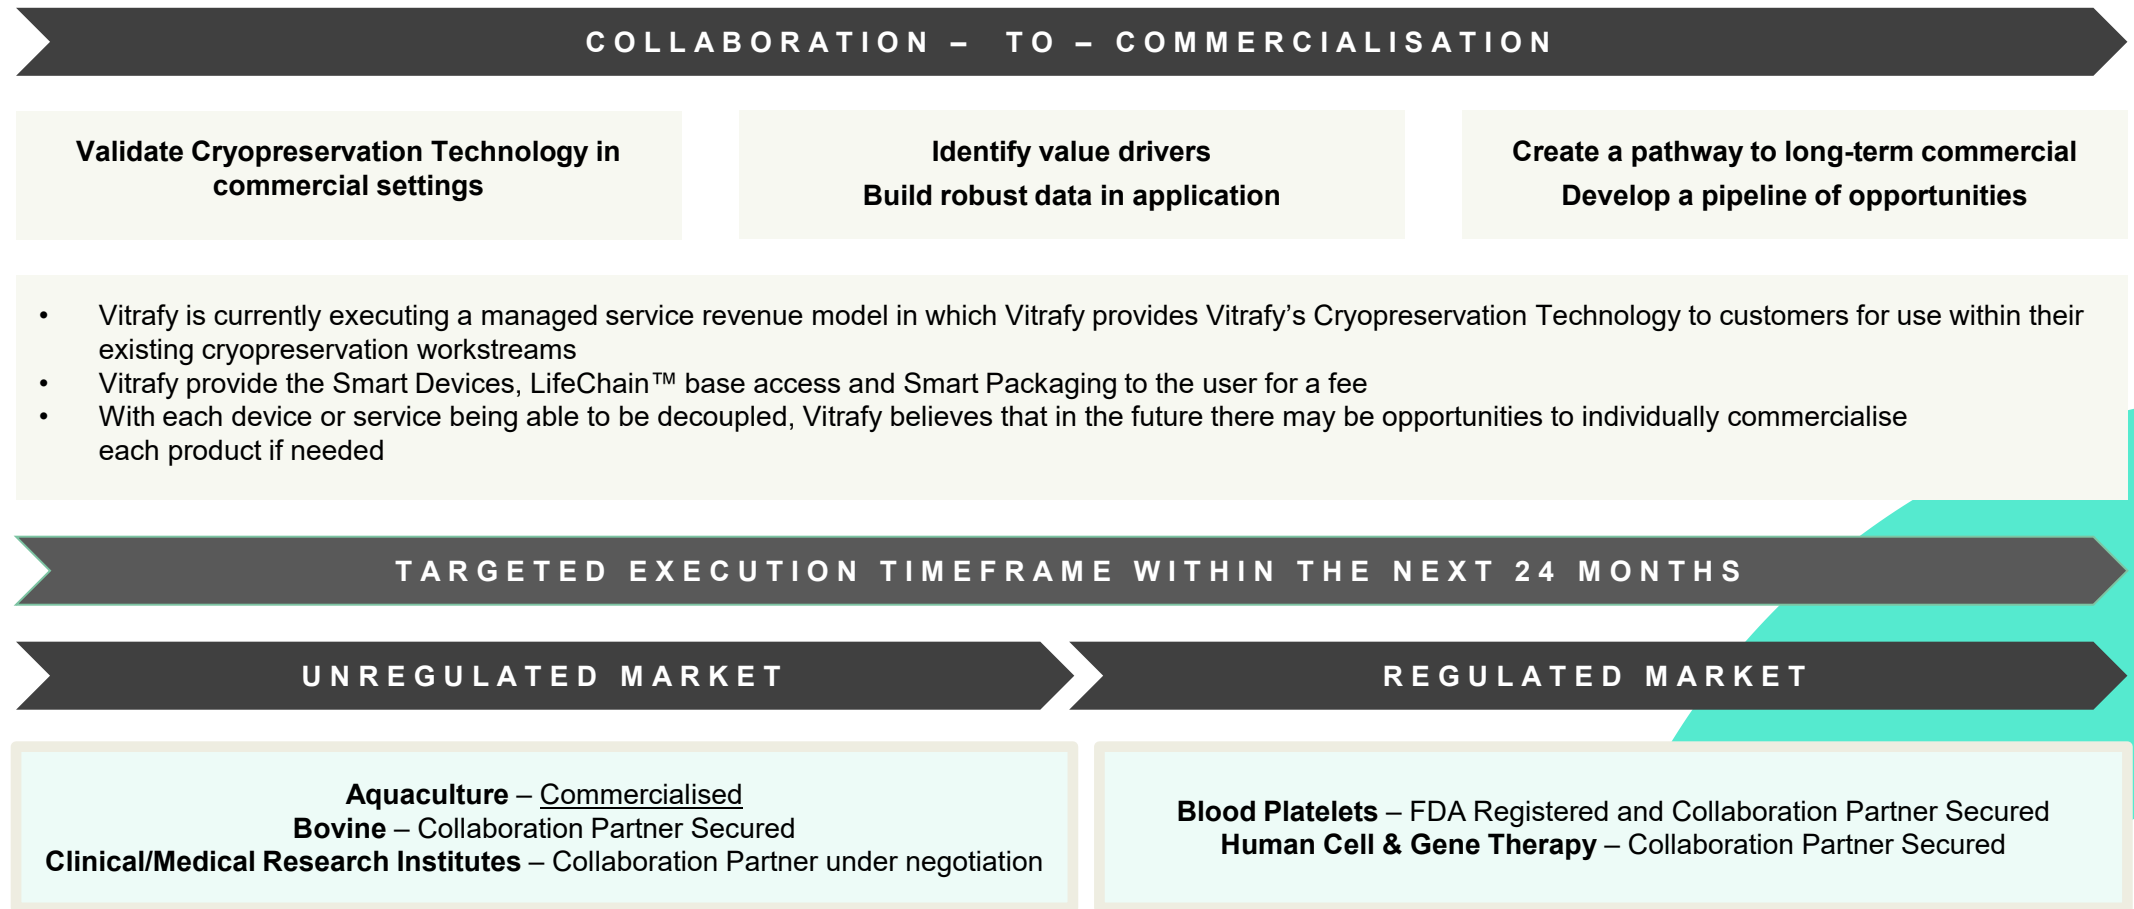 COLLABORATION – TO – COMMERCIALISATION
Validate Cryopreservation Technology in
commercial settings
Identify value drivers
Build robust data in application
Create a pathway to long-term commercial
Develop a pipeline of opportunities
• Vitrafy is currently executing a managed service revenue model in which Vitrafy provides Vitrafy’s Cryopreservation Technology to customers for use within their
existing cryopreservation workstreams
• Vitrafy provide the Smart Devices, LifeChain™ base access and Smart Packaging to the user for a fee
• With each device or service being able to be decoupled, Vitrafy believes that in the future there may be opportunities to individually commercialise
each product if needed
TARGETED EXECUTION TIMEFRAME WITHIN THE NEXT 24 MONTHS
UNREGULATED MARKET
Aquaculture – Commercialised
Bovine – Collaboration Partner Secured
Clinical/Medical Research Institutes – Collaboration Partner under negotiation
REGULATED MARKET
Blood Platelets – FDA Registered and Collaboration Partner Secured
Human Cell & Gene Therapy – Collaboration Partner Secured